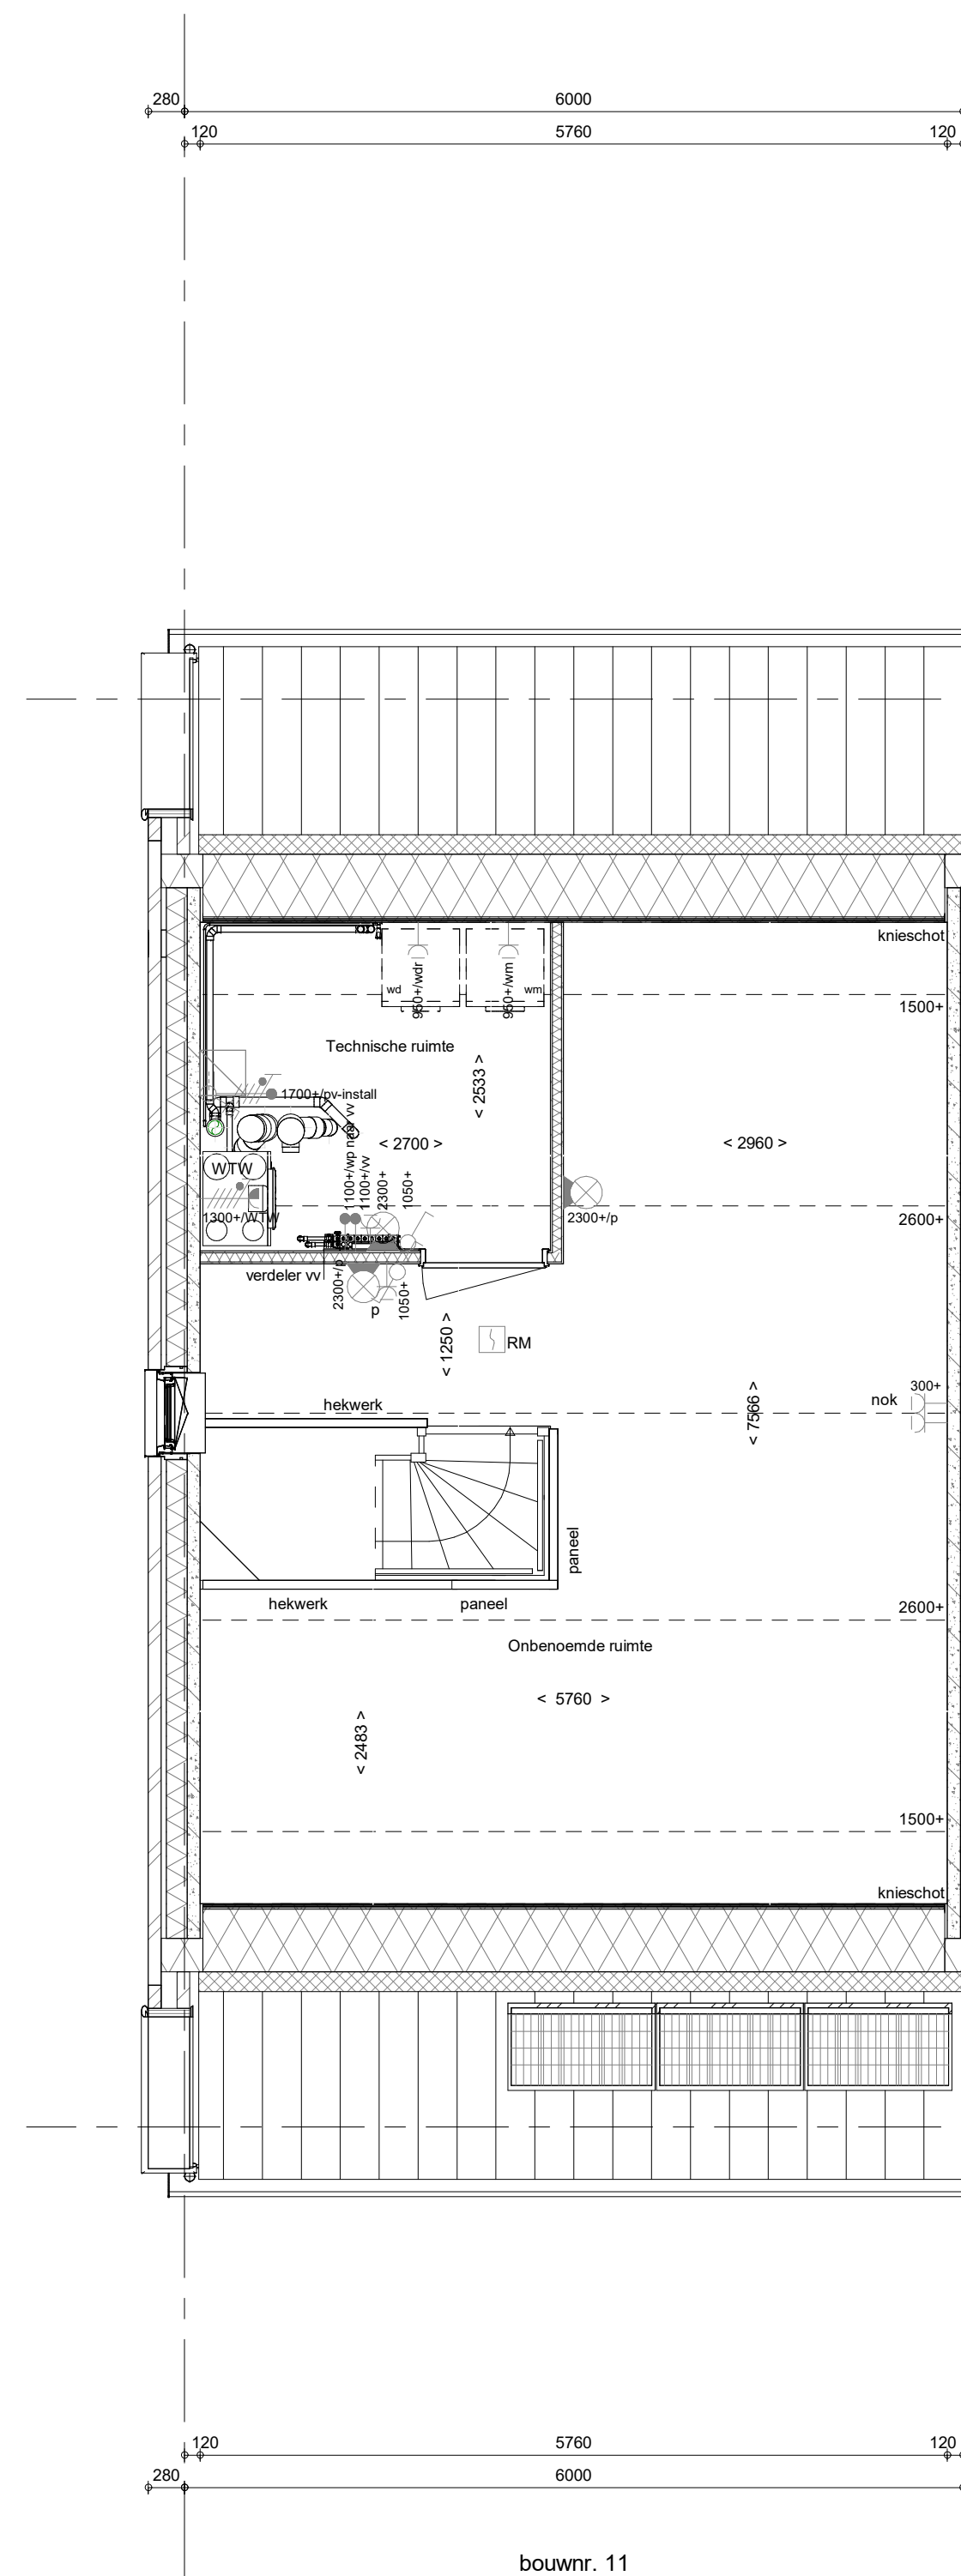 280 6000
120 5760 120
knieschot
wd 950+/wdr 950+/wm wm
1500+
Technische ruimte
< 2533 >
1700+/pv-install
< 2700 > < 2960 >
1100+/wp naar vv
1100+/vv
2300+
1050+
WTW
1300+/WTW
2300+/p
2600+
verdeler vv
2300+/p
p
1050+
< 1250 >
RM
hekwerk
nok
300+
< 7566 >
paneel
hekwerk
paneel
2600+
Onbenoemde ruimte
< 5760 >
< 2483 >
1500+
knieschot
120 5760 120
280 6000
bouwnr. 11